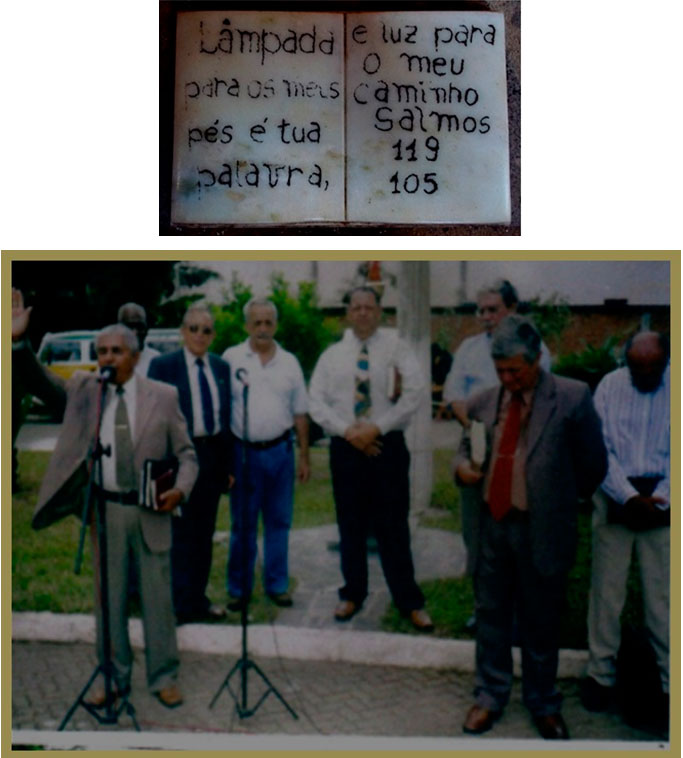 Lâmpada
para os meus
pés é tua
palavra,
e luz para
o meu
caminho
Salmos
119
105